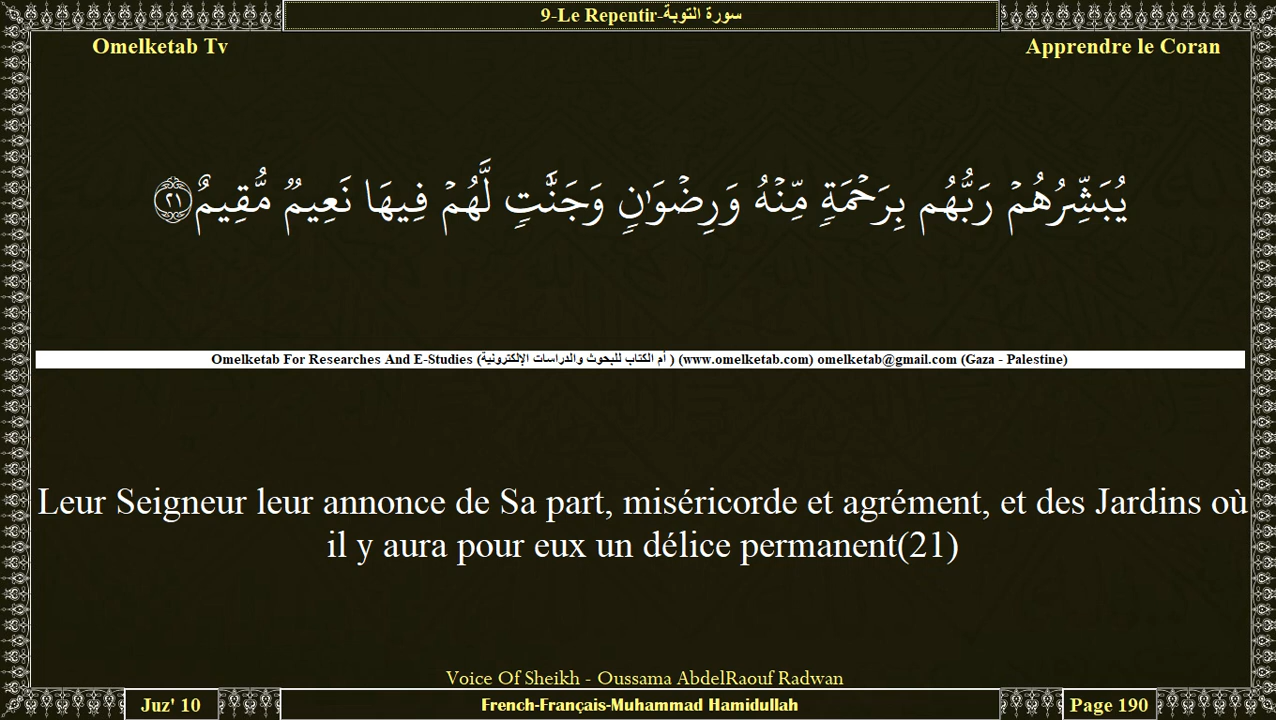 9-Le Repentir-سورة التوبة
Omelketab Tv
Apprendre le Coran
يُبَشِّرُهُمۡ رَبُّهُم بِرَحۡمَةٖ مِّنۡهُ وَرِضۡوَٰنٖ وَجَنَّٰتٖ لَّهُمۡ فِيهَا نَعِيمٞ مُّقِيمٌ ٢١
Omelketab For Researches And E-Studies (أم الكتاب للبحوث والدراسات الإلكترونية ) (www.omelketab.com) omelketab@gmail.com (Gaza - Palestine)
Leur Seigneur leur annonce de Sa part, miséricorde et agrément, et des Jardins où
il y aura pour eux un délice permanent(21)
Voice Of Sheikh - Oussama AbdelRaouf Radwan
Juz' 10
French-Français-Muhammad Hamidullah
Page 190